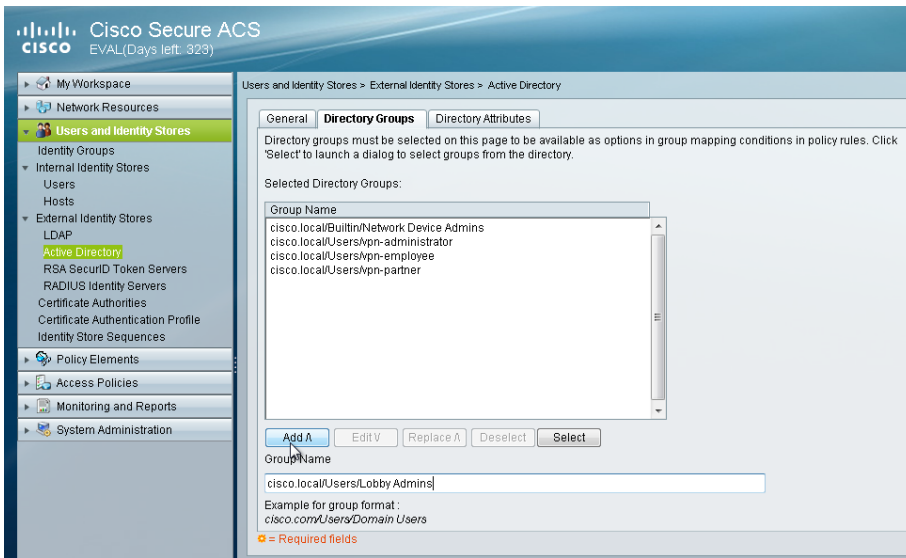 Cisco Secure ACS
CISCO
EVAL(Days left: 323)
My Workspace
Network Resources
Users and Identity Stores
Identity Groups
Internal Identity Stores
Users
Hosts
External Identity Stores
LDAP
Active Directory
RSA SecurID Token Servers
RADIUS Identity Servers
Certificate Authorities
Certificate Authentication Profile
Identity Store Sequences
Policy Elements
Access Policies
Monitoring and Reports
System Administration
Users and Identity Stores > External Identity Stores > Active Directory
General
Directory Groups
Directory Attributes
Directory groups must be selected on this page to be available as options in group mapping conditions in policy rules. Click
'Select' to launch a dialog to select groups from the directory.
Selected Directory Groups:
Group Name
cisco.local/Builtin/Network Device Admins
cisco.local/Users/vpn-administrator
cisco.local/Users/vpn-employee
cisco.local/Users/vpn-partner
Add Λ
Edit V
Replace Λ
Deselect
Select
Group Name
cisco.local/Users/Lobby Admins
Example for group format :
cisco.com/Users/Domain Users
= Required fields